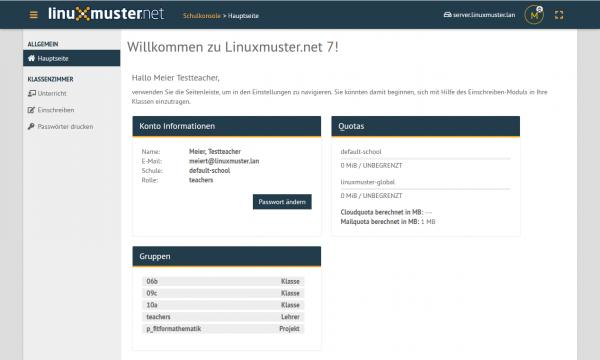 linuxmuster.net
Schulkonsole > Hauptseite
server.linuxmuster.lan
M
ALLGEMEIN
Hauptseite
KLASSENZIMMER
Unterricht
Einschreiben
Passwörter drucken
Willkommen zu Linuxmuster.net 7!
Hallo Meier Testteacher,
verwenden Sie die Seitenleiste, um in den Einstellungen zu navigieren. Sie könnten damit beginnen, sich mit Hilfe des Einschreiben-Moduls in Ihre
Klassen einzutragen.
Konto Informationen
Name: Meier, Testteacher
E-Mail: meiert@linuxmuster.lan
Schule: default-school
Rolle: teachers
Passwort ändern
Quotas
default-school
0 MiB / UNBEGRENZT
linuxmuster-global
0 MiB / UNBEGRENZT
Cloudquota berechnet in MB: ---
Mailquota berechnet in MB: 1 MB
Gruppen
06b Klasse
09c Klasse
10a Klasse
teachers Lehrer
p_fitformathematik Projekt